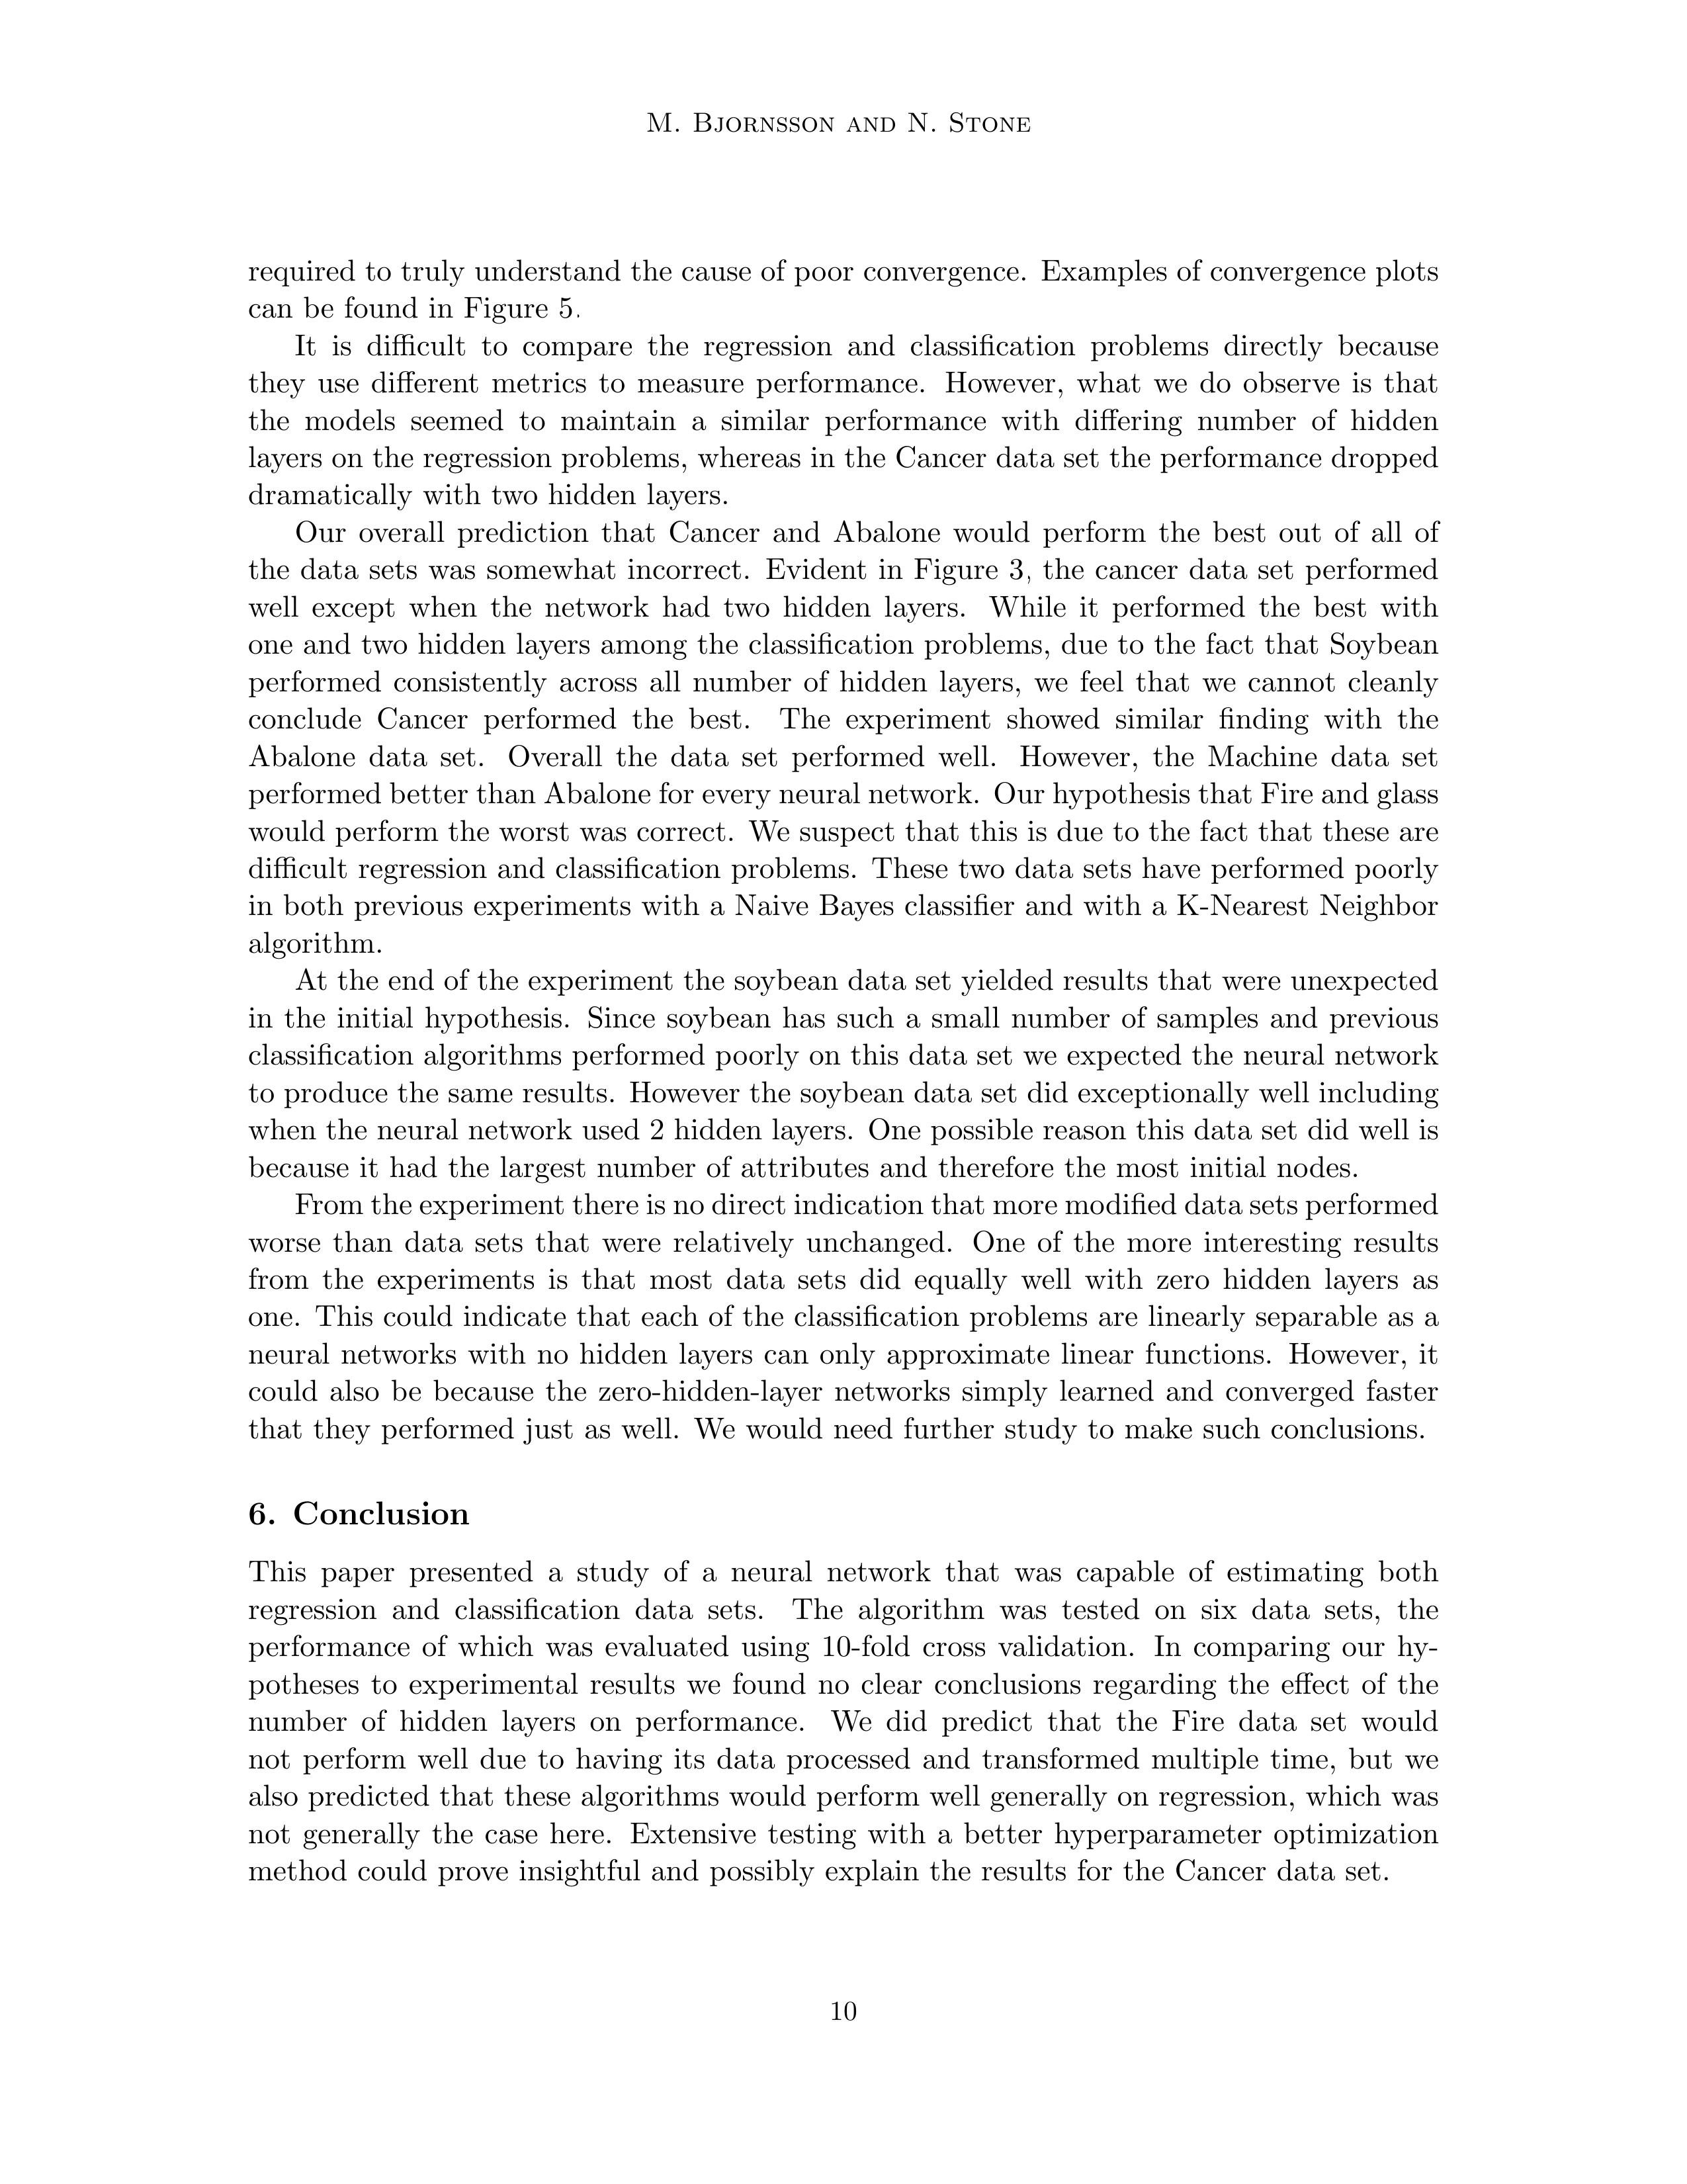 M. Bjornsson and N. Stone
required to truly understand the cause of poor convergence. Examples of convergence plots
can be found in Figure 5.
It is difficult to compare the regression and classification problems directly because
they use different metrics to measure performance. However, what we do observe is that
the models seemed to maintain a similar performance with differing number of hidden
layers on the regression problems, whereas in the Cancer data set the performance dropped
dramatically with two hidden layers.
Our overall prediction that Cancer and Abalone would perform the best out of all of
the data sets was somewhat incorrect. Evident in Figure 3, the cancer data set performed
well except when the network had two hidden layers. While it performed the best with
one and two hidden layers among the classification problems, due to the fact that Soybean
performed consistently across all number of hidden layers, we feel that we cannot cleanly
conclude Cancer performed the best. The experiment showed similar finding with the
Abalone data set. Overall the data set performed well. However, the Machine data set
performed better than Abalone for every neural network. Our hypothesis that Fire and glass
would perform the worst was correct. We suspect that this is due to the fact that these are
difficult regression and classification problems. These two data sets have performed poorly
in both previous experiments with a Naive Bayes classifier and with a K-Nearest Neighbor
algorithm.
At the end of the experiment the soybean data set yielded results that were unexpected
in the initial hypothesis. Since soybean has such a small number of samples and previous
classification algorithms performed poorly on this data set we expected the neural network
to produce the same results. However the soybean data set did exceptionally well including
when the neural network used 2 hidden layers. One possible reason this data set did well is
because it had the largest number of attributes and therefore the most initial nodes.
From the experiment there is no direct indication that more modified data sets performed
worse than data sets that were relatively unchanged. One of the more interesting results
from the experiments is that most data sets did equally well with zero hidden layers as
one. This could indicate that each of the classification problems are linearly separable as a
neural networks with no hidden layers can only approximate linear functions. However, it
could also be because the zero-hidden-layer networks simply learned and converged faster
that they performed just as well. We would need further study to make such conclusions.
6. Conclusion
This paper presented a study of a neural network that was capable of estimating both
regression and classification data sets. The algorithm was tested on six data sets, the
performance of which was evaluated using 10-fold cross validation. In comparing our hy-
potheses to experimental results we found no clear conclusions regarding the effect of the
number of hidden layers on performance. We did predict that the Fire data set would
not perform well due to having its data processed and transformed multiple time, but we
also predicted that these algorithms would perform well generally on regression, which was
not generally the case here. Extensive testing with a better hyperparameter optimization
method could prove insightful and possibly explain the results for the Cancer data set.
10